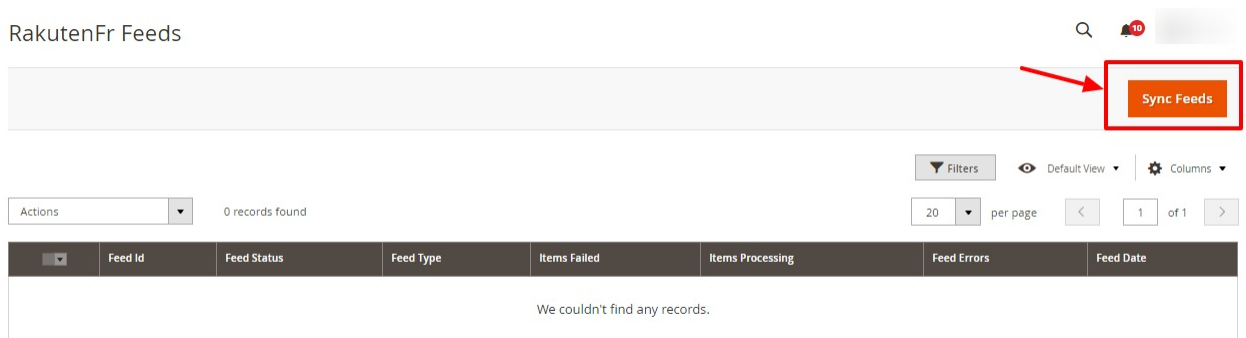 RakutenFr Feeds
10
Sync Feeds
Filters
Default View
Columns
Actions
0 records found
20
per page
1
of 1
Feed Id
Feed Status
Feed Type
Items Failed
Items Processing
Feed Errors
Feed Date
We couldn't find any records.